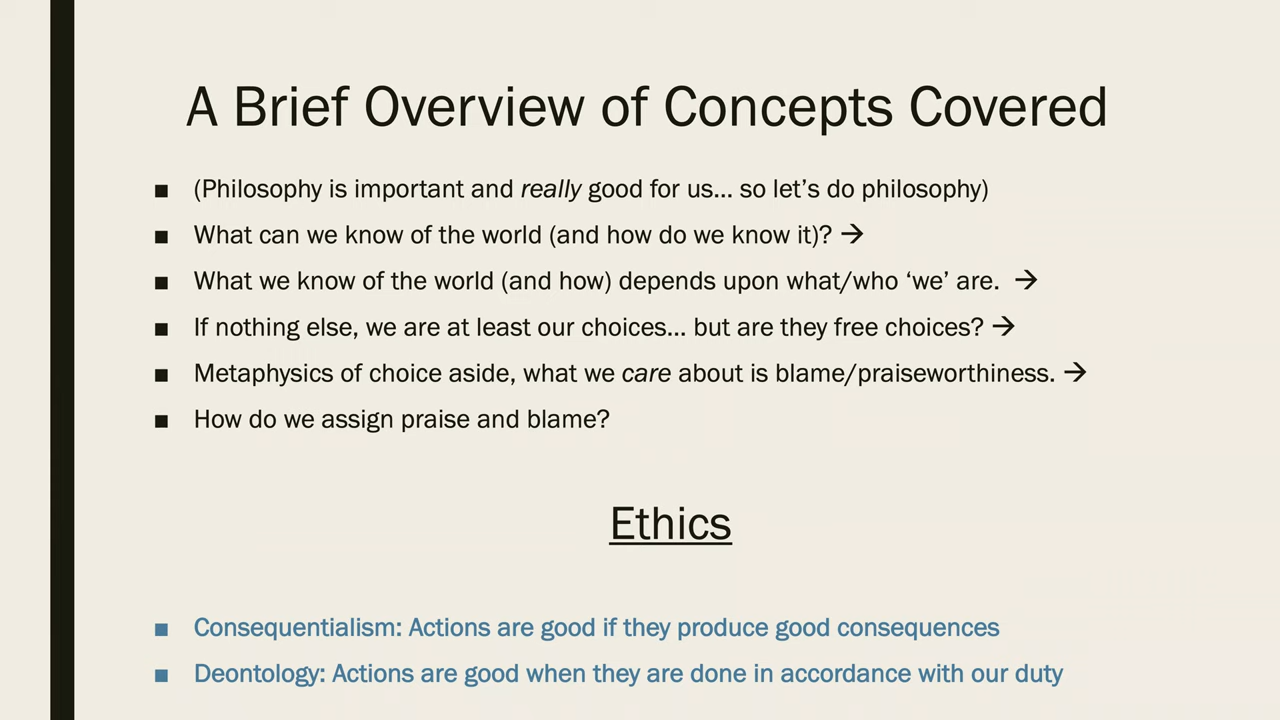 A Brief Overview of Concepts Covered
■ (Philosophy is important and really good for us... so let’s do philosophy)
■ What can we know of the world (and how do we know it)? →
■ What we know of the world (and how) depends upon what/who ‘we’ are. →
■ If nothing else, we are at least our choices... but are they free choices? →
■ Metaphysics of choice aside, what we care about is blame/praiseworthiness. →
■ How do we assign praise and blame?
Ethics
■ Consequentialism: Actions are good if they produce good consequences
■ Deontology: Actions are good when they are done in accordance with our duty